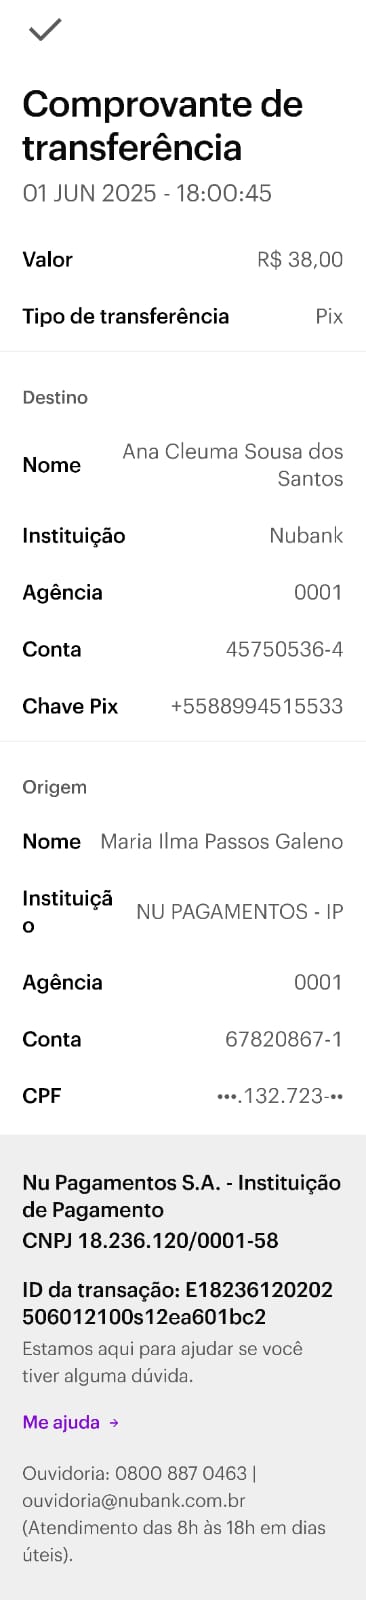 Comprovante de
transferência
01 JUN 2025 - 18:00:45
Valor R$ 38,00
Tipo de transferência Pix
Destino
Nome Ana Cleuma Sousa dos
Santos
Instituição Nubank
Agência 0001
Conta 45750536-4
Chave Pix +5588994515533
Origem
Nome Maria Ilma Passos Galeno
Instituiçã
o NU PAGAMENTOS - IP
Agência 0001
Conta 67820867-1
CPF •••.132.723-••
Nu Pagamentos S.A. - Instituição
de Pagamento
CNPJ 18.236.120/0001-58
ID da transação: E18236120202
506012100s12ea601bc2
Estamos aqui para ajudar se você
tiver alguma dúvida.
Me ajuda →
Ouvidoria: 0800 887 0463 |
ouvidoria@nubank.com.br
(Atendimento das 8h às 18h em dias
úteis).